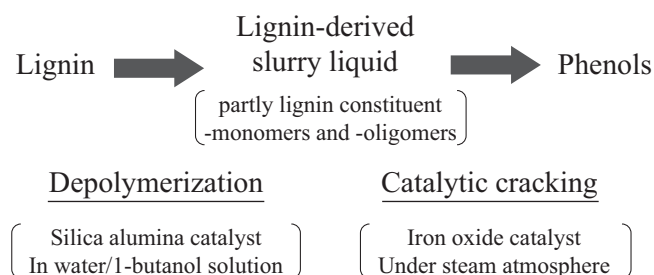 Lignin
Lignin-derived
slurry liquid
Phenols
partly lignin constituent
-monomers and -oligomers
Depolymerization
Silica alumina catalyst
In water/1-butanol solution
Catalytic cracking
Iron oxide catalyst
Under steam atmosphere